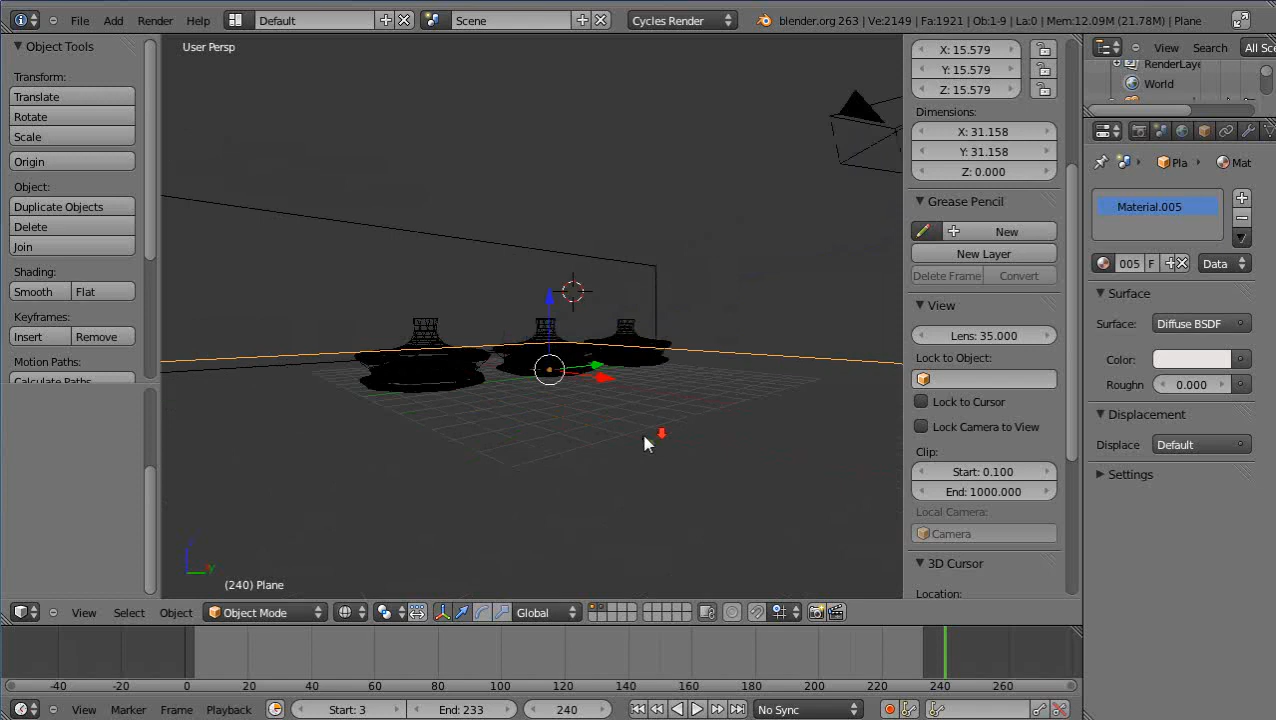 File Add Render Help Default Scene Cycles Render blender.org 263 | Ve:2149 | Fa:1921 | Ob:1-9 | La:0 | Mem:12.09M (21.78M) | Plane
Object Tools
Transform:
Translate
Rotate
Scale
Origin
Object:
Duplicate Objects
Delete
Join
Shading:
Smooth Flat
Keyframes:
Insert Remove
Motion Paths:
Calculate Paths
User Persp
(240) Plane
X: 15.579
Y: 15.579
Z: 15.579
Dimensions:
X: 31.158
Y: 31.158
Z: 0.000
Grease Pencil
New
New Layer
Delete Frame Convert
View
Lens: 35.000
Lock to Object:
Lock to Cursor
Lock Camera to View
Clip:
Start: 0.100
End: 1000.000
Local Camera:
Camera
3D Cursor
Location:
View Search All Sce
RenderLaye
World
Pla Mat
Material.005
005 F Data
Surface
Surface: Diffuse BSDF
Color:
Roughn 0.000
Displacement
Displace Default
Settings
View Select Object Object Mode Global
-40 -20 0 20 40 60 80 100 120 140 160 180 200 220 240 260
View Marker Frame Playback Start: 3 End: 233 240 No Sync